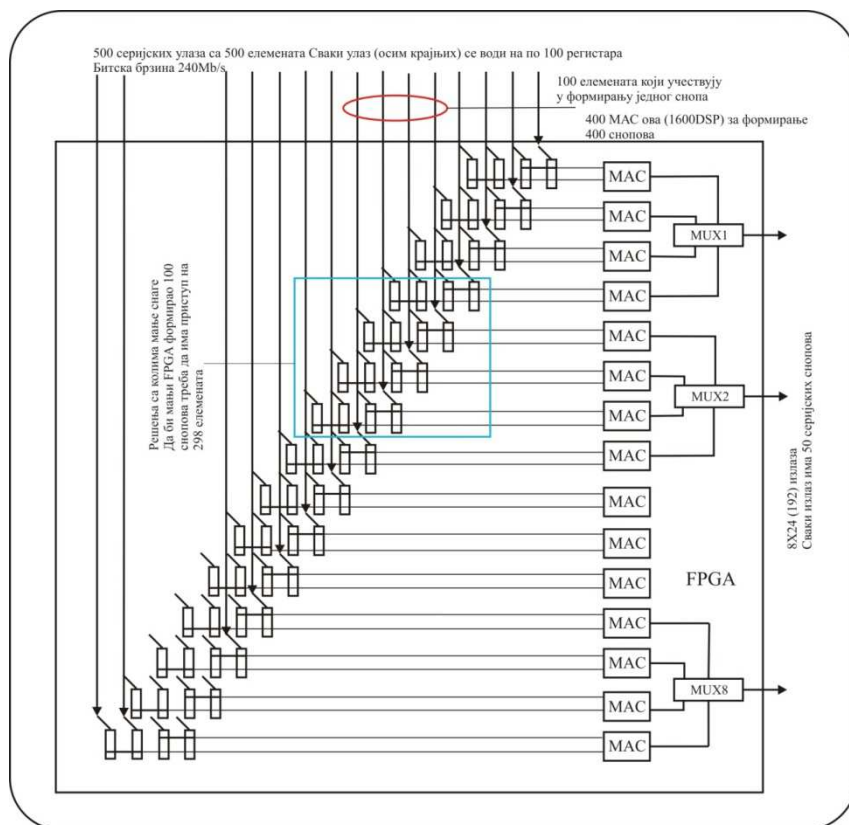 500 серијских улаза са 500 елемената Сваки улаз (осим крајњих) се води на по 100 регистара
Битска брзина 240Mb/s
100 елемената који учествују
у формирању једног снопа
400 МАС ова (1600DSP) за формирање
400 снопова
MAC
MAC
MUX1
MAC
MAC
Решења са колима мање снаге
Да би мањи FPGA формирао 100
снопова треба да има приступ на
298 елемената
MAC
MAC
MUX2
MAC
MAC
8X24 (192) излаза
Сваки излаз има 50 серијских снопова
MAC
MAC
MAC
FPGA
MAC
MAC
MUX8
MAC
MAC